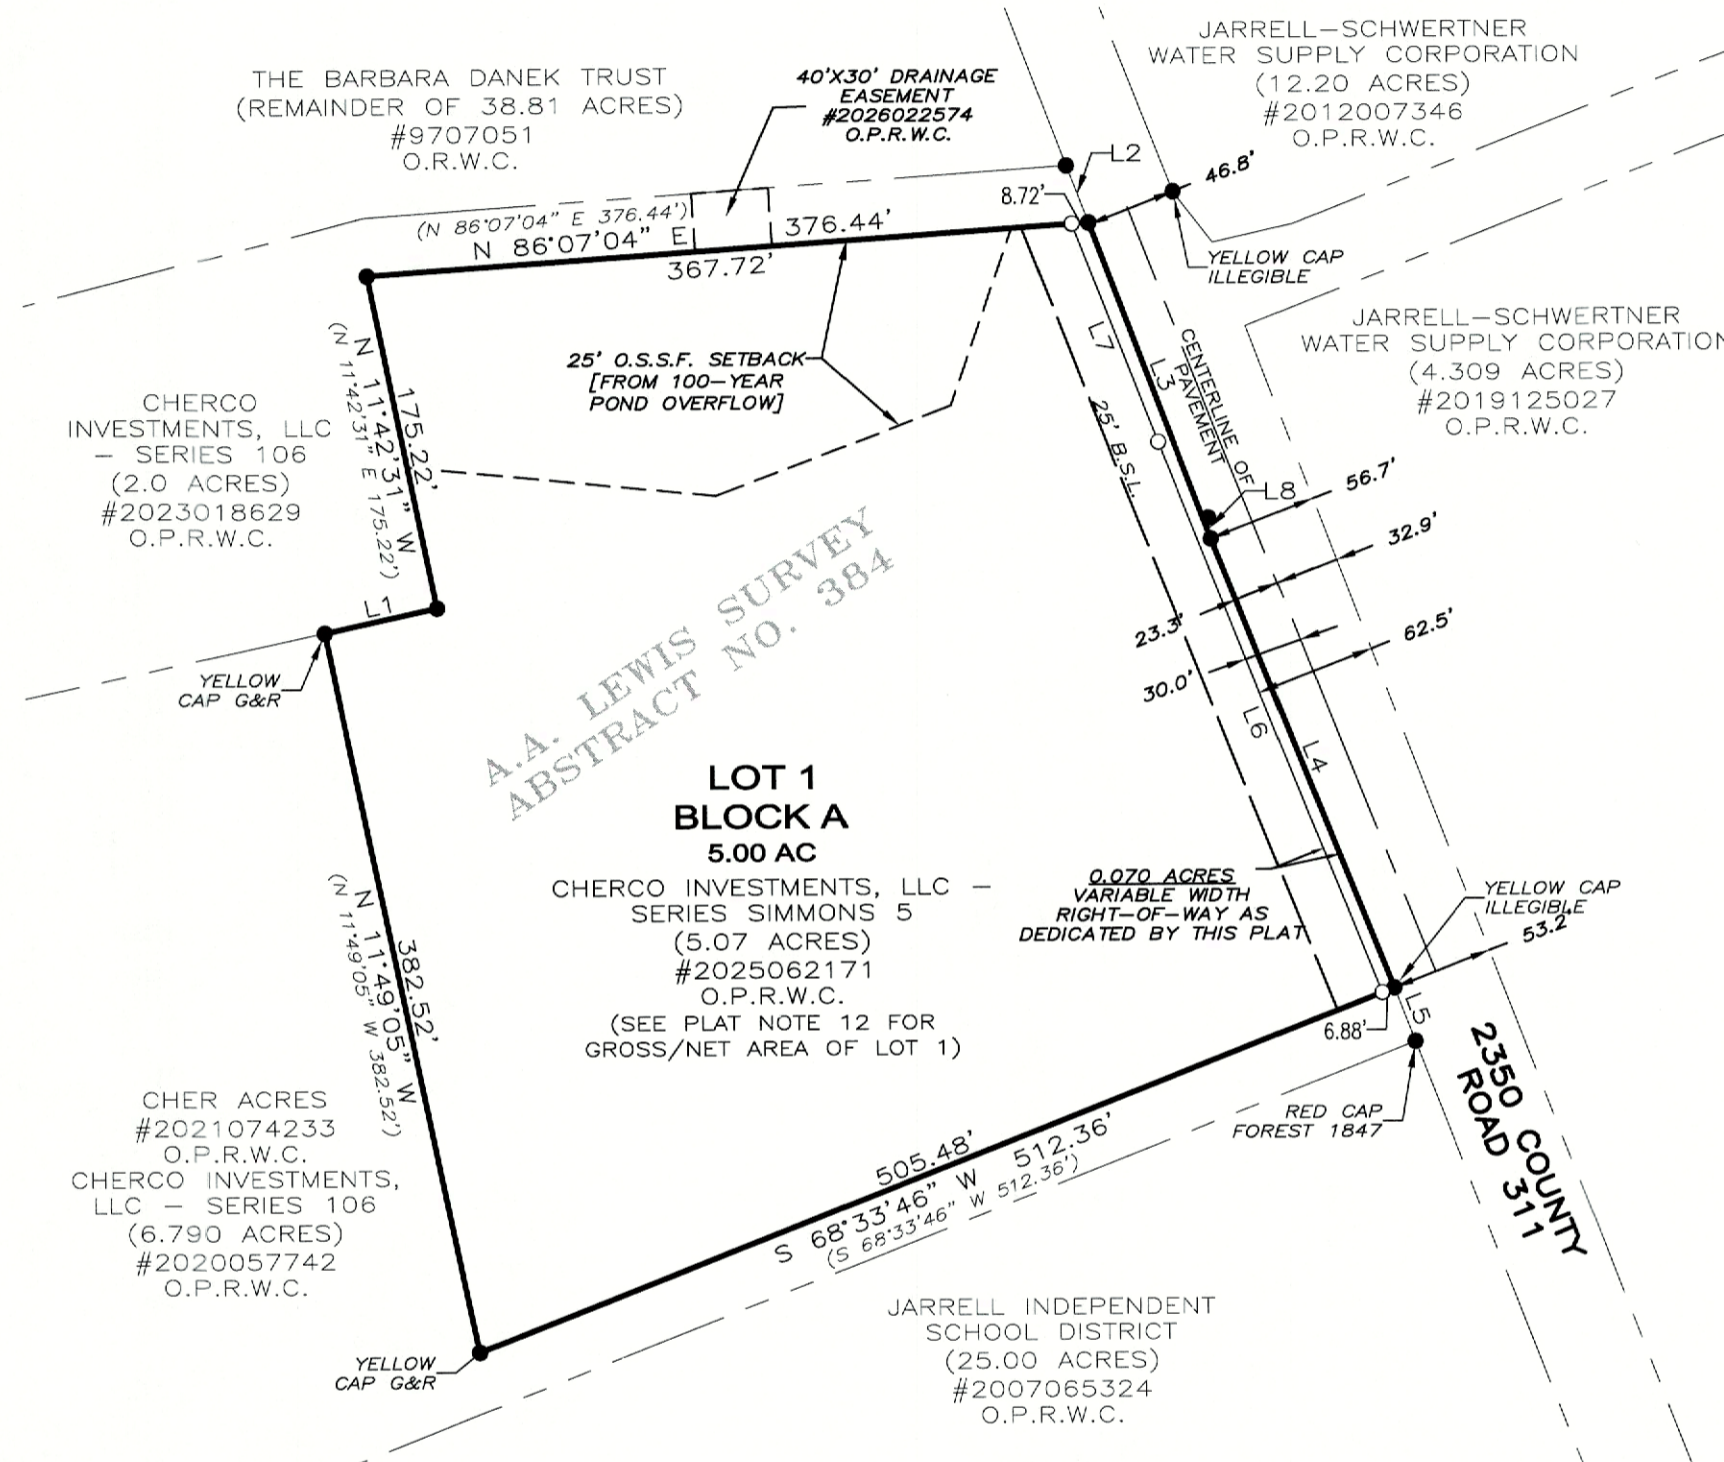 JARRELL–SCHWERTNER
WATER SUPPLY CORPORATION
(12.20 ACRES)
#2012007346
O.P.R.W.C.
THE BARBARA DANEK TRUST
(REMAINDER OF 38.81 ACRES)
#9707051
O.R.W.C.
40'X30' DRAINAGE
EASEMENT
#2026022574
O.P.R.W.C.
L2
46.8'
8.72'
(N 86°07'04" E 376.44')
N 86°07'04" E
376.44'
367.72'
YELLOW CAP
ILLEGIBLE
JARRELL–SCHWERTNER
WATER SUPPLY CORPORATION
(4.309 ACRES)
#2019125027
O.P.R.W.C.
25' O.S.S.F. SETBACK
[FROM 100–YEAR
POND OVERFLOW]
L7
L3
CENTERLINE OF
PAVEMENT
25' B.S.L.
N 11°42'31" W
175.22'
(N 11°42'31" E 175.22')
CHERCO
INVESTMENTS, LLC
– SERIES 106
(2.0 ACRES)
#2023018629
O.P.R.W.C.
L8
56.7'
32.9'
23.3'
62.5'
30.0'
L1
YELLOW
CAP G&R
A.A. LEWIS SURVEY
ABSTRACT NO. 384
L6
L4
LOT 1
BLOCK A
5.00 AC
CHERCO INVESTMENTS, LLC –
SERIES SIMMONS 5
(5.07 ACRES)
#2025062171
O.P.R.W.C.
(SEE PLAT NOTE 12 FOR
GROSS/NET AREA OF LOT 1)
0.070 ACRES
VARIABLE WIDTH
RIGHT–OF–WAY AS
DEDICATED BY THIS PLAT
YELLOW CAP
ILLEGIBLE
53.2'
L5
6.88'
N 11°49'05" W
382.52'
(N 11°49'05" W 382.52')
RED CAP
FOREST 1847
2350 COUNTY
ROAD 311
CHER ACRES
#2021074233
O.P.R.W.C.
CHERCO INVESTMENTS,
LLC – SERIES 106
(6.790 ACRES)
#2020057742
O.P.R.W.C.
505.48'
S 68°33'46" W 512.36'
(S 68°33'46" W 512.36')
YELLOW
CAP G&R
JARRELL INDEPENDENT
SCHOOL DISTRICT
(25.00 ACRES)
#2007065324
O.P.R.W.C.